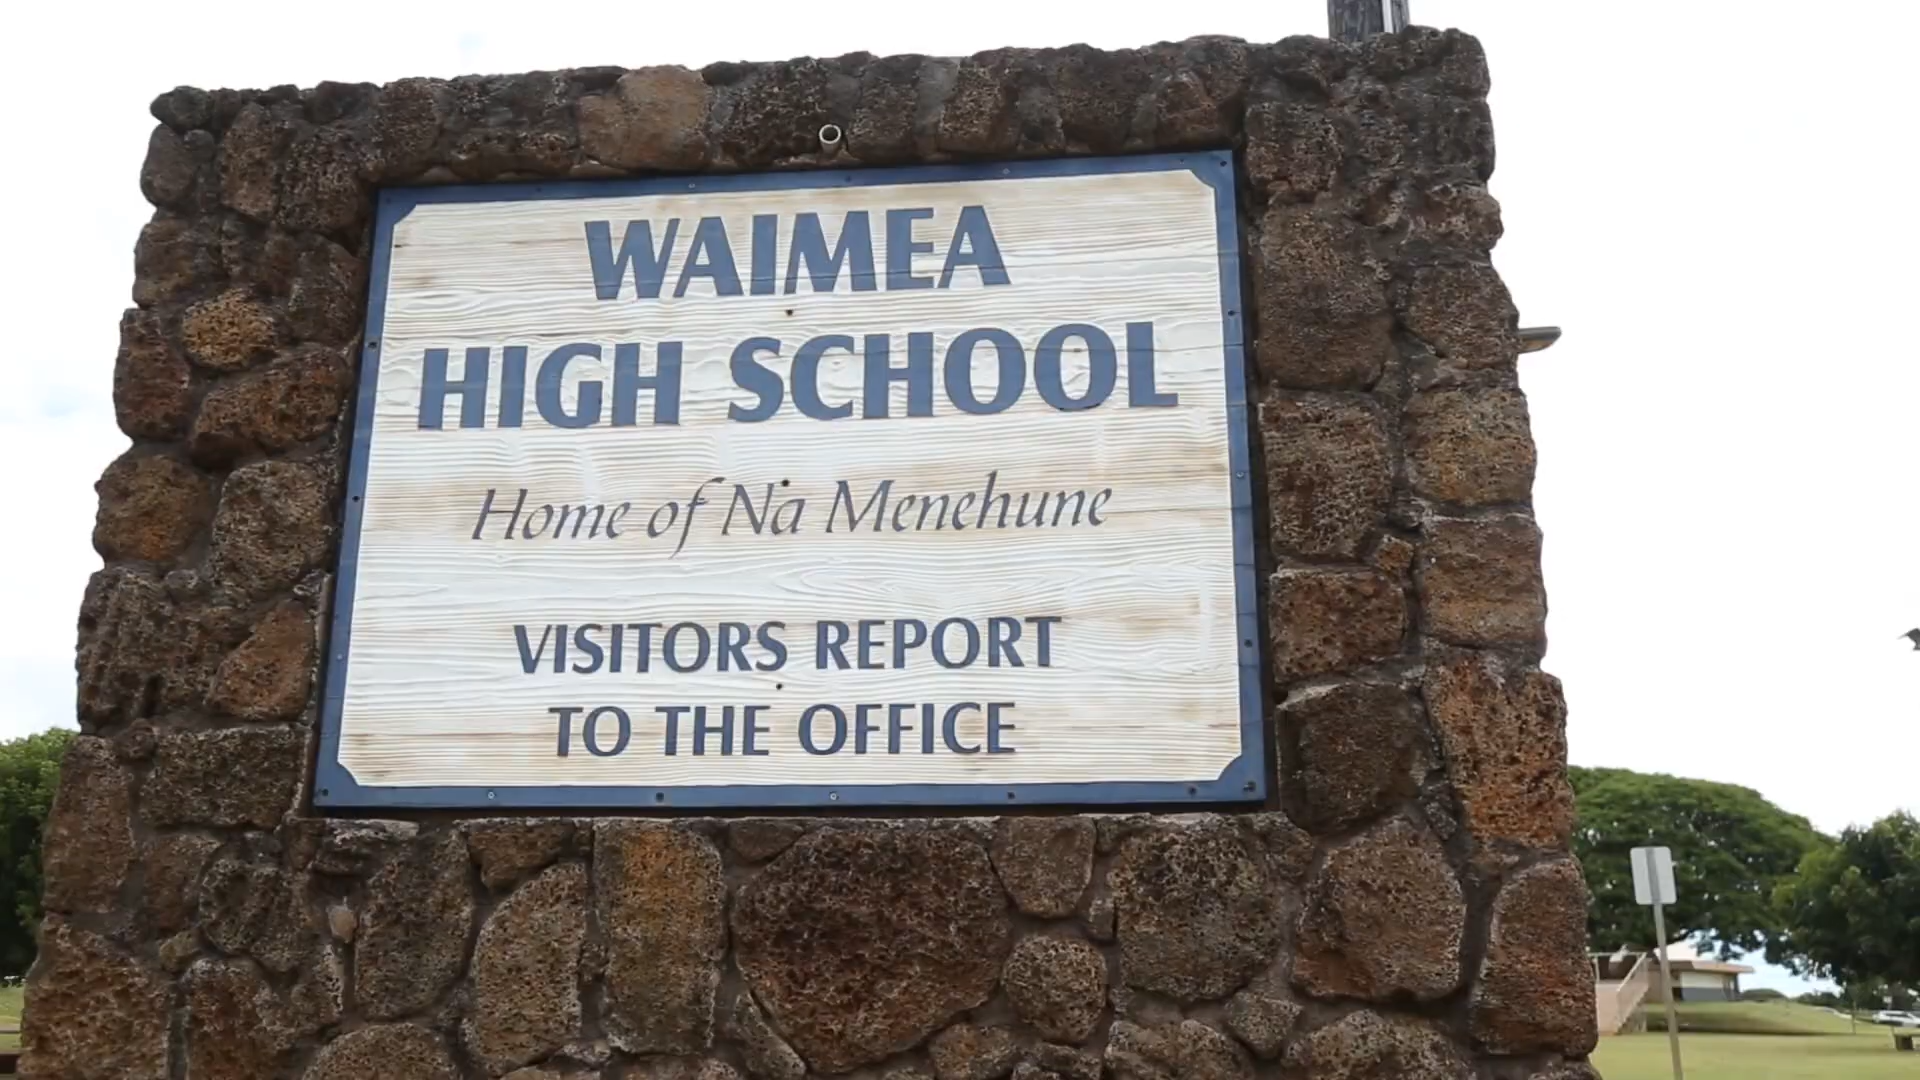 WAIMEA
HIGH SCHOOL
Home of Na Menehune
VISITORS REPORT
TO THE OFFICE